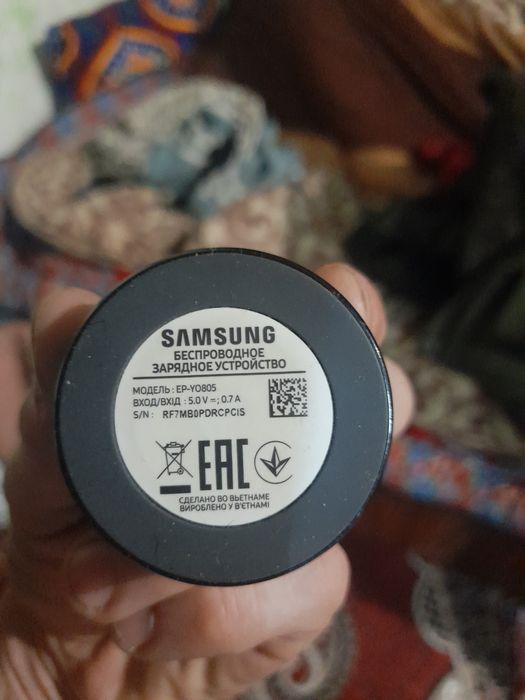 SAMSUNG
БЕСПРОВОДНОЕ
ЗАРЯДНОЕ УСТРОЙСТВО
МОДЕЛЬ : EP-YO805
ВХОД/ВХІД : 5.0 V ⎓; 0.7 A
S/N : RF7MB0PDRCPCIS
EAC
СДЕЛАНО ВО ВЬЕТНАМЕ
ВИРОБЛЕНО У В'ЄТНАМІ